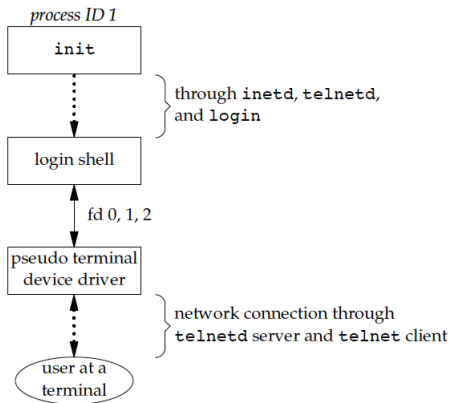 process ID 1
init
through inetd, telnetd,
and login
login shell
fd 0, 1, 2
pseudo terminal
device driver
network connection through
telnetd server and telnet client
user at a
terminal